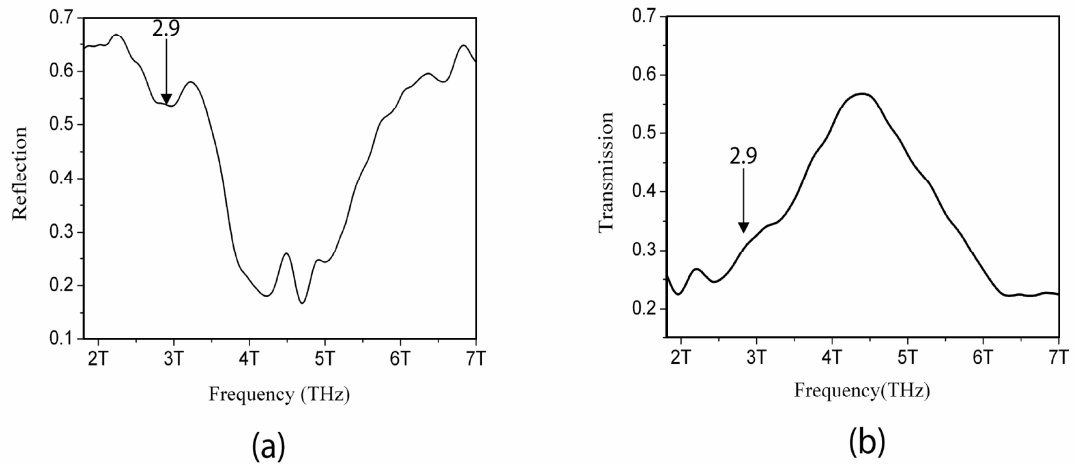 0.7
0.6
0.5
0.4
0.3
0.2
0.1
Reflection
2.9
2T 3T 4T 5T 6T 7T
Frequency (THz)
(a)
0.7
0.6
0.5
0.4
0.3
0.2
Transmission
2.9
2T 3T 4T 5T 6T 7T
Frequency(THz)
(b)